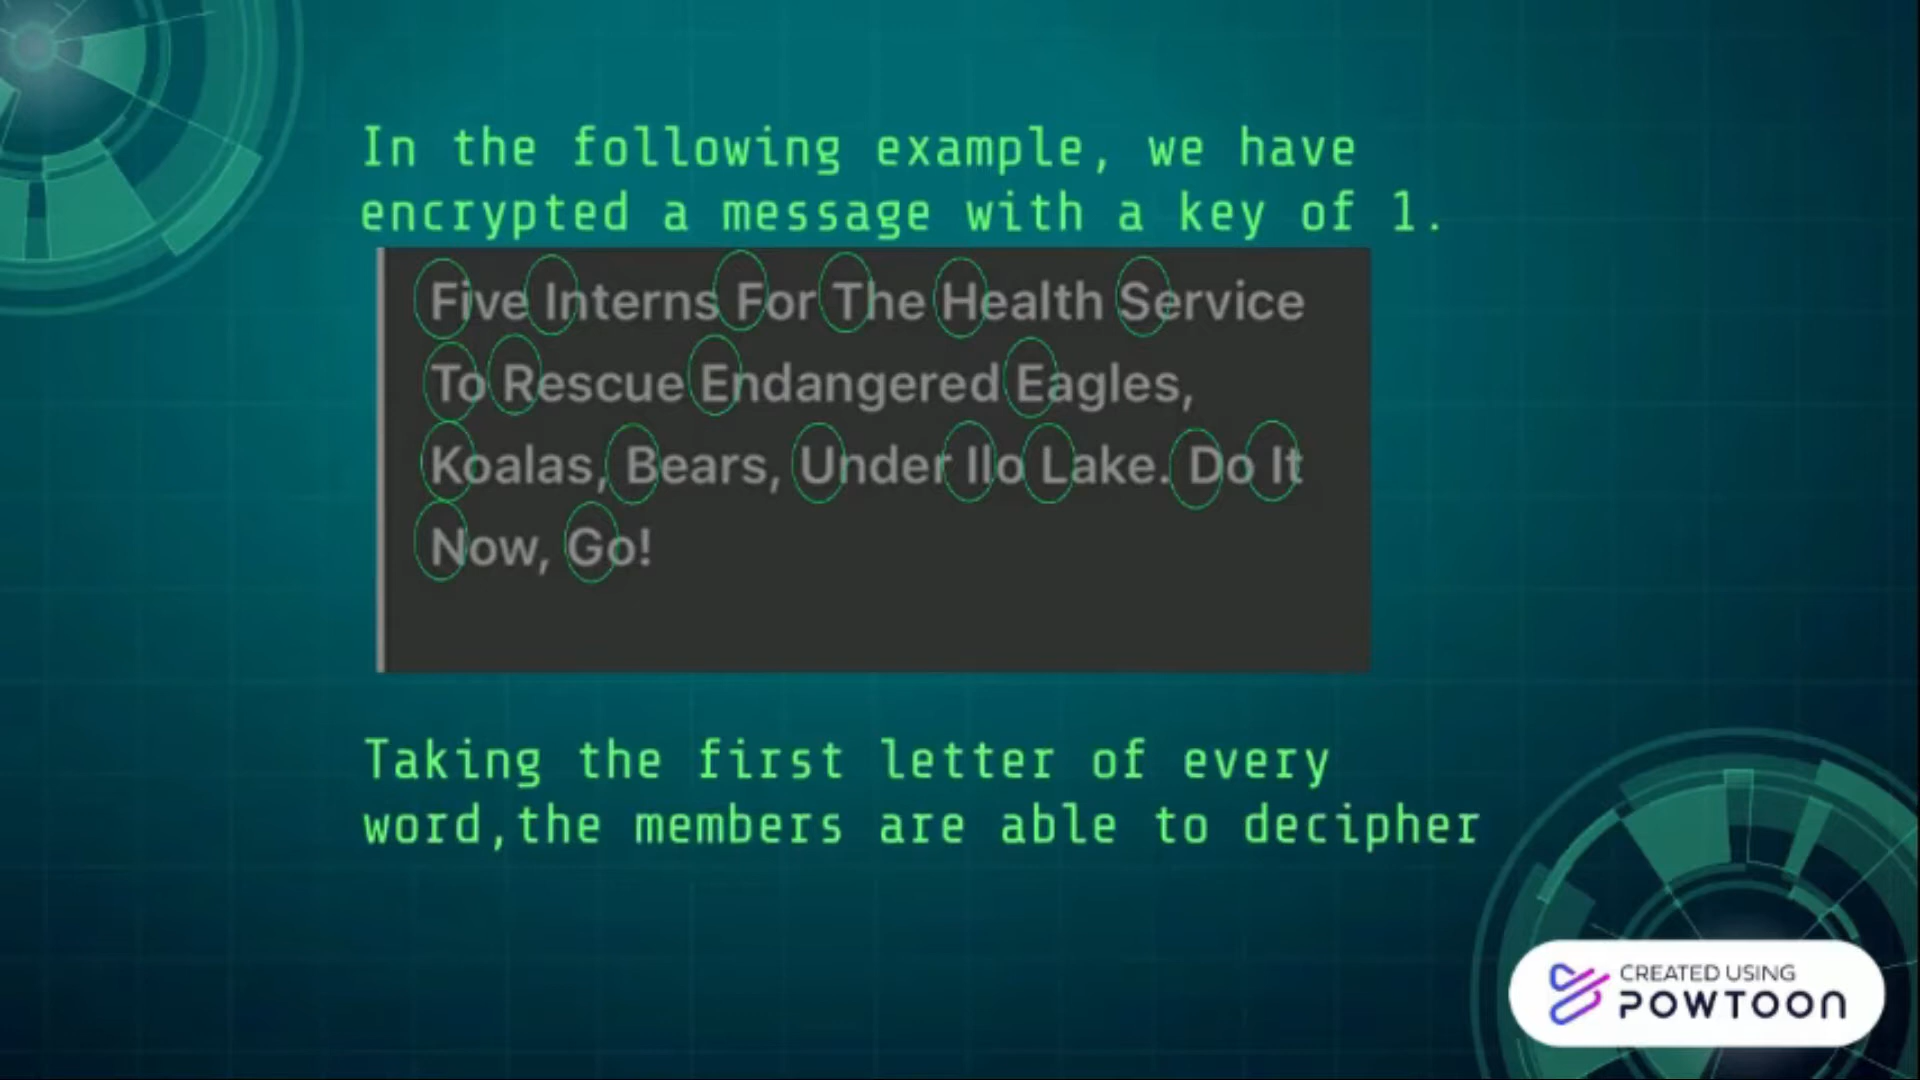 In the following example, we have
encrypted a message with a key of 1.
Five Interns For The Health Service
To Rescue Endangered Eagles,
Koalas, Bears, Under Ilo Lake. Do It
Now, Go!
Taking the first letter of every
word,the members are able to decipher
CREATED USING
POWTOON